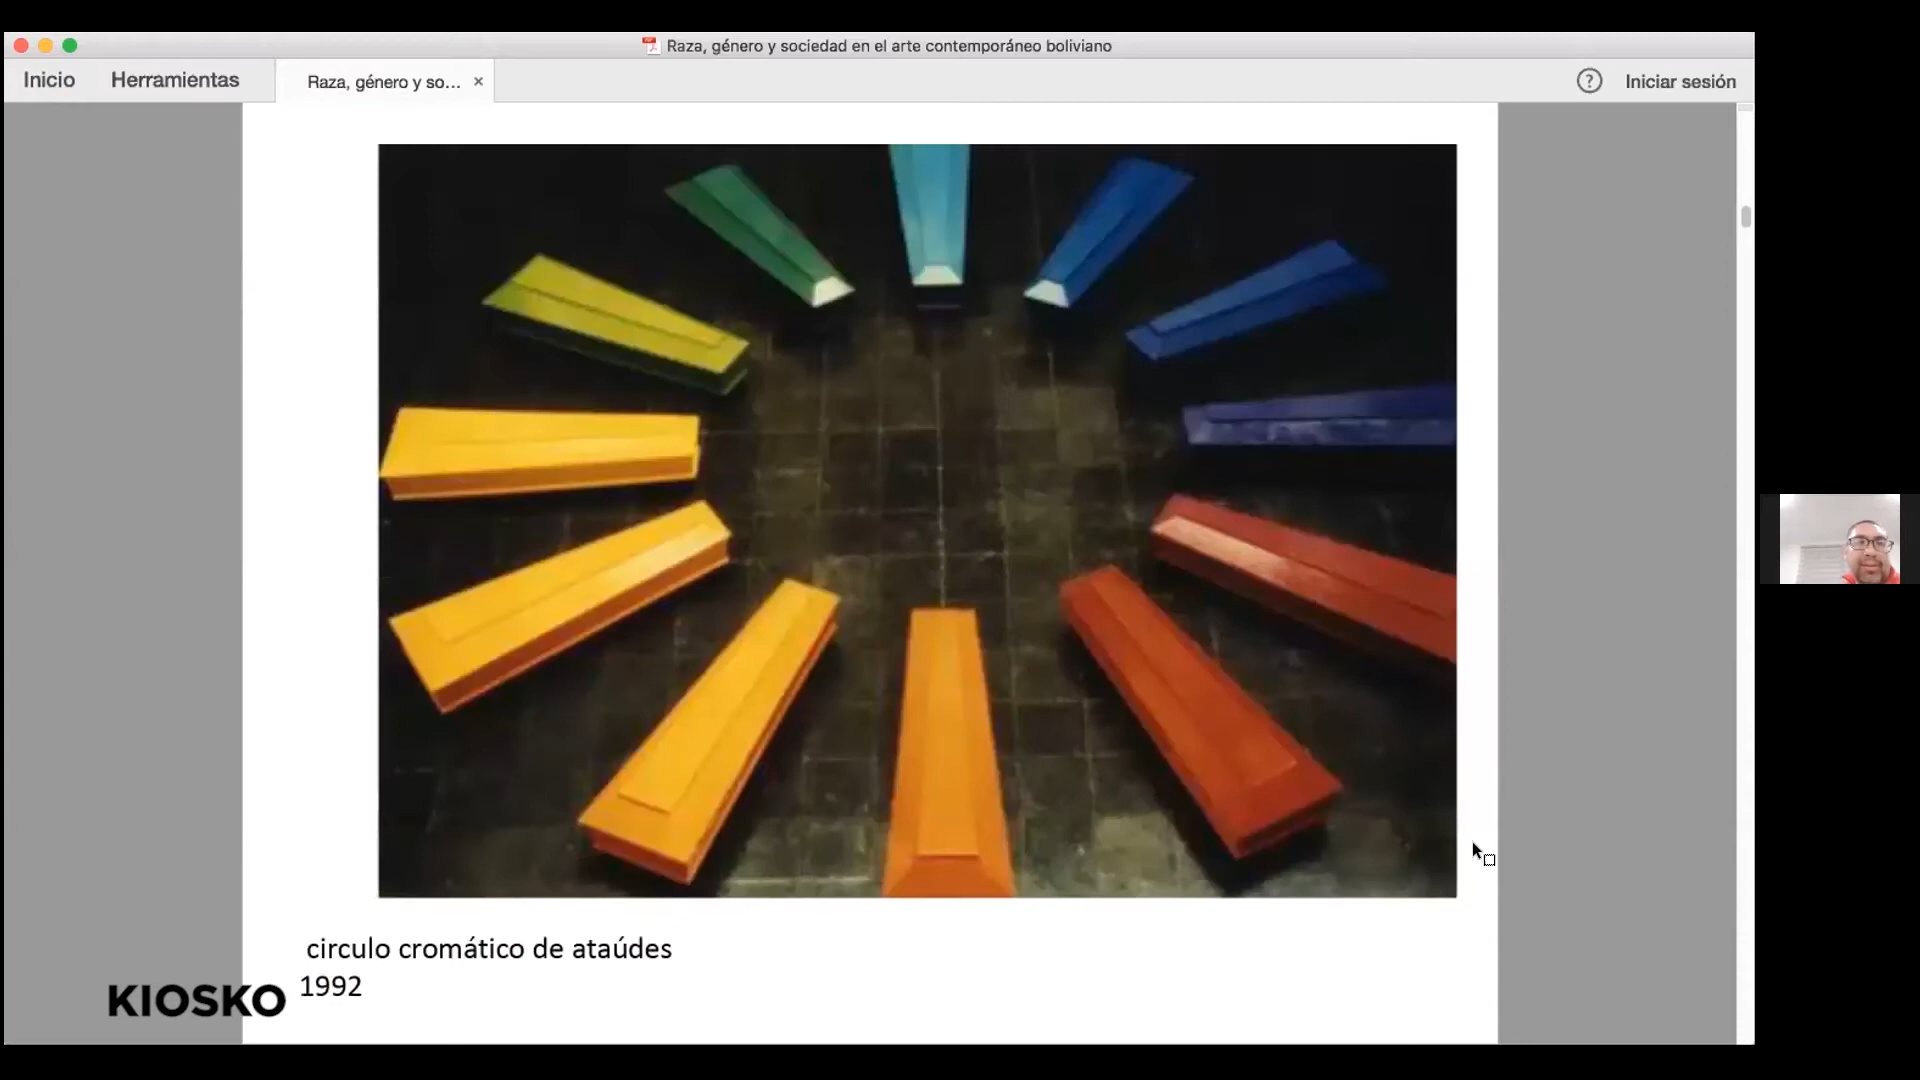 Raza, género y sociedad en el arte contemporáneo boliviano
Inicio Herramientas Raza, género y so... × ? Iniciar sesión
circulo cromático de ataúdes
1992
KIOSKO